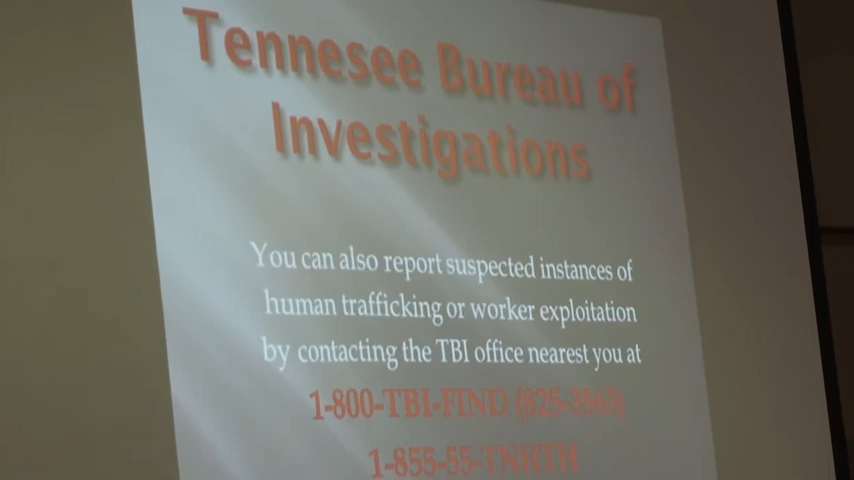 Tennesee Bureau of
Investigations
You can also report suspected instances of
human trafficking or worker exploitation
by contacting the TBI office nearest you at
1-800-TBI-FIND (825-3463)
1-855-55-TNHTH